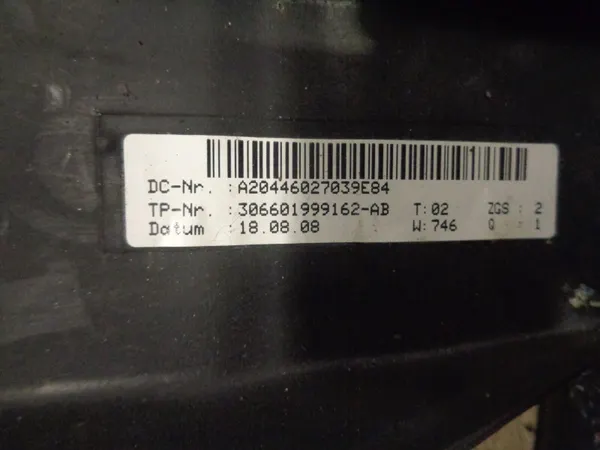 DC-Nr. :A20446027039E84
TP-Nr. :306601999162-AB T:02 ZGS : 2
Datum :18.08.08 W:746 Q : 1